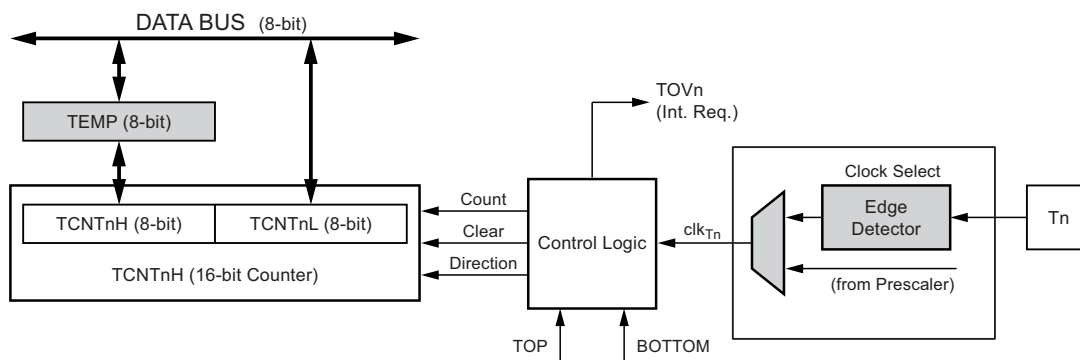 DATA BUS (8-bit)
TEMP (8-bit)
TCNTnH (8-bit)
TCNTnL (8-bit)
TCNTnH (16-bit Counter)
Count
Clear
Direction
TOVn
(Int. Req.)
Control Logic
TOP
BOTTOM
clkTn
Clock Select
Edge
Detector
(from Prescaler)
Tn